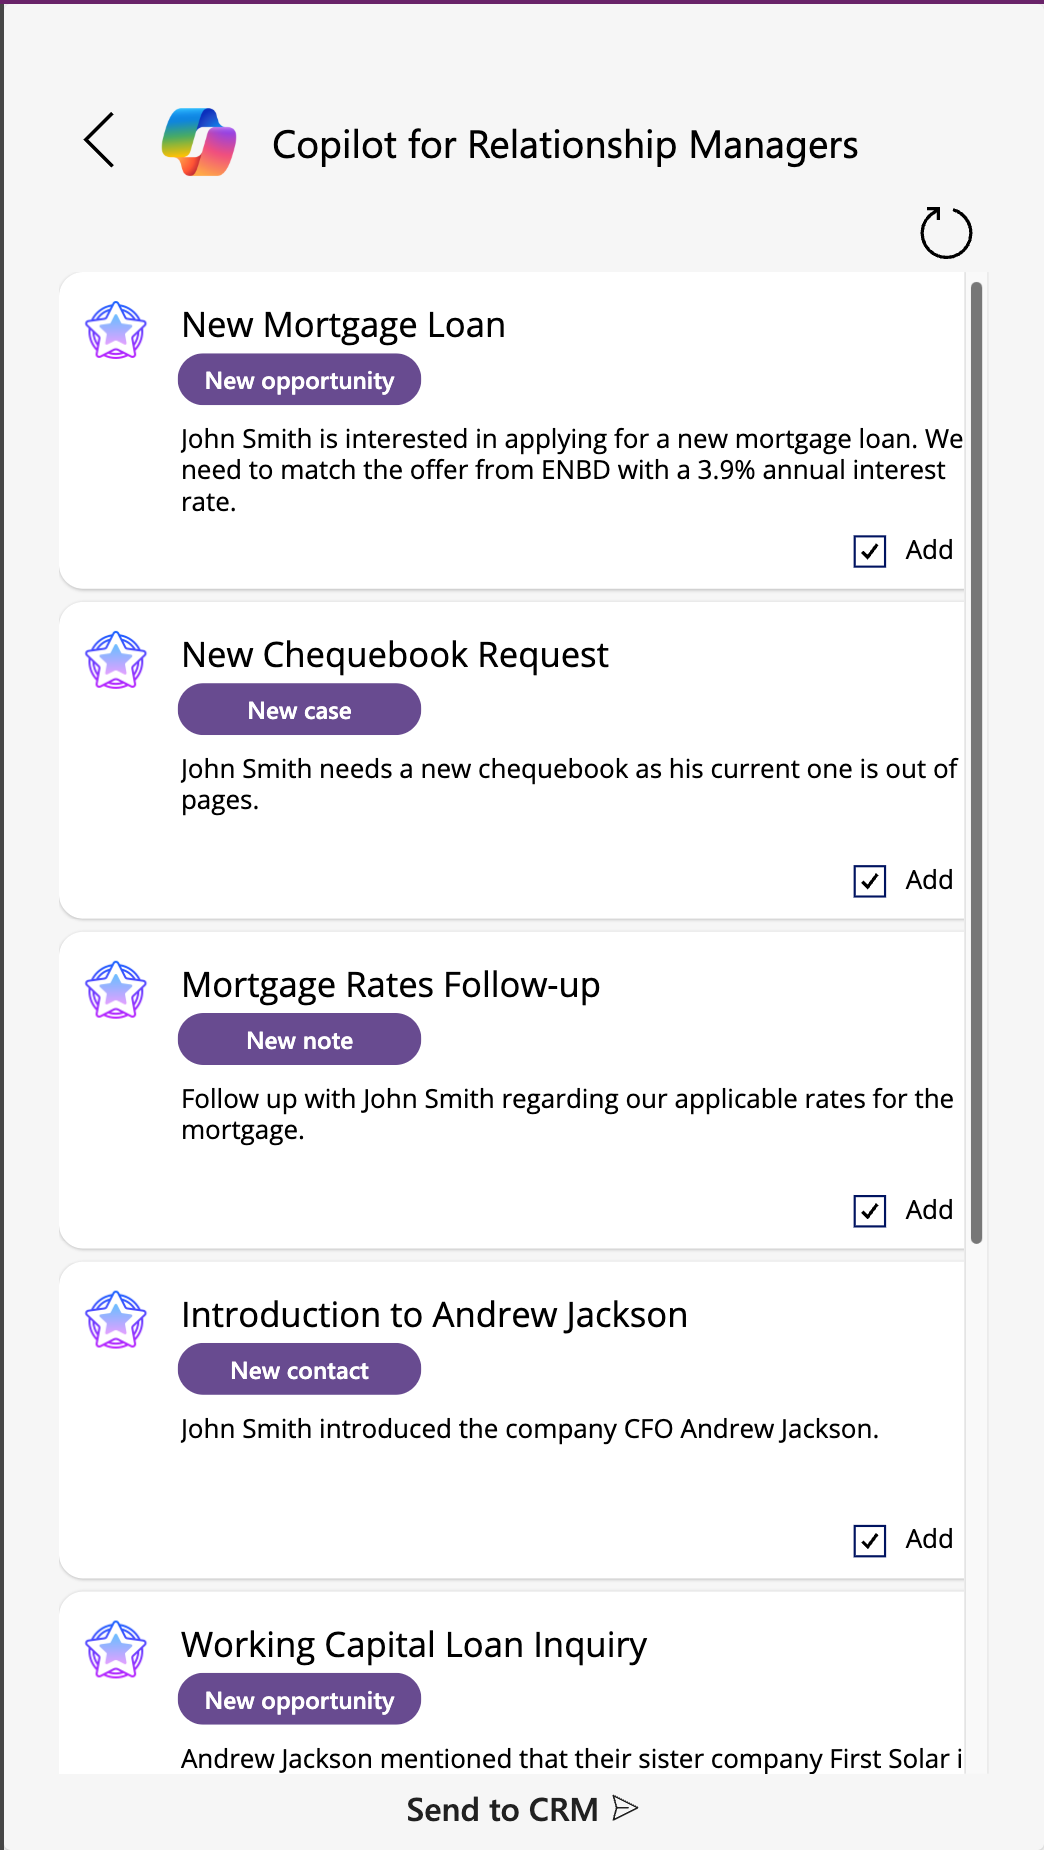 Copilot for Relationship Managers
New Mortgage Loan
New opportunity
John Smith is interested in applying for a new mortgage loan. We
need to match the offer from ENBD with a 3.9% annual interest
rate.
Add
New Chequebook Request
New case
John Smith needs a new chequebook as his current one is out of
pages.
Add
Mortgage Rates Follow-up
New note
Follow up with John Smith regarding our applicable rates for the
mortgage.
Add
Introduction to Andrew Jackson
New contact
John Smith introduced the company CFO Andrew Jackson.
Add
Working Capital Loan Inquiry
New opportunity
Andrew Jackson mentioned that their sister company First Solar i
Send to CRM